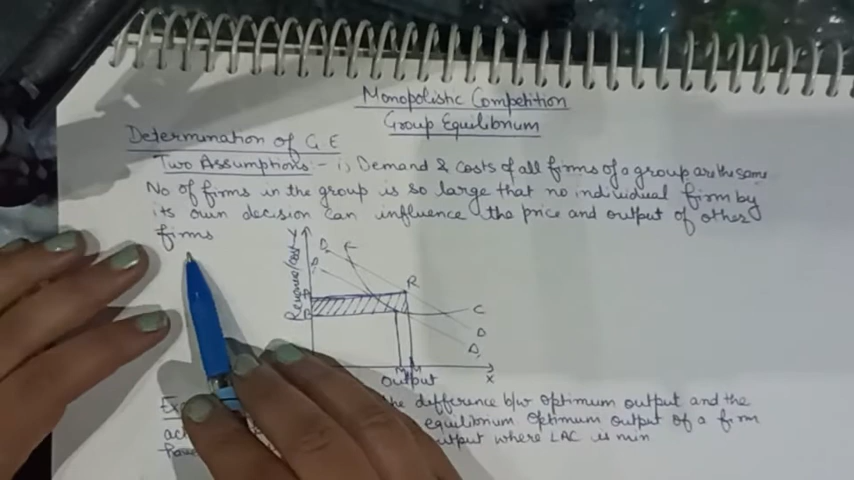 Monopolistic Competition
Group Equilibrium
Determination of G E
Two Assumptions :- i, Demand & Costs of all firms of a group are the same
No of firms in the group is so large that no individual firm by
its own decision can influence the price and output of other
firms
Y
D
F
Revenue/Cost
P
R
B
C
D
D,
M M
X
Output
the difference b/w optimum output and the
equilibrium Optimum output of a firm
output where LAC is min